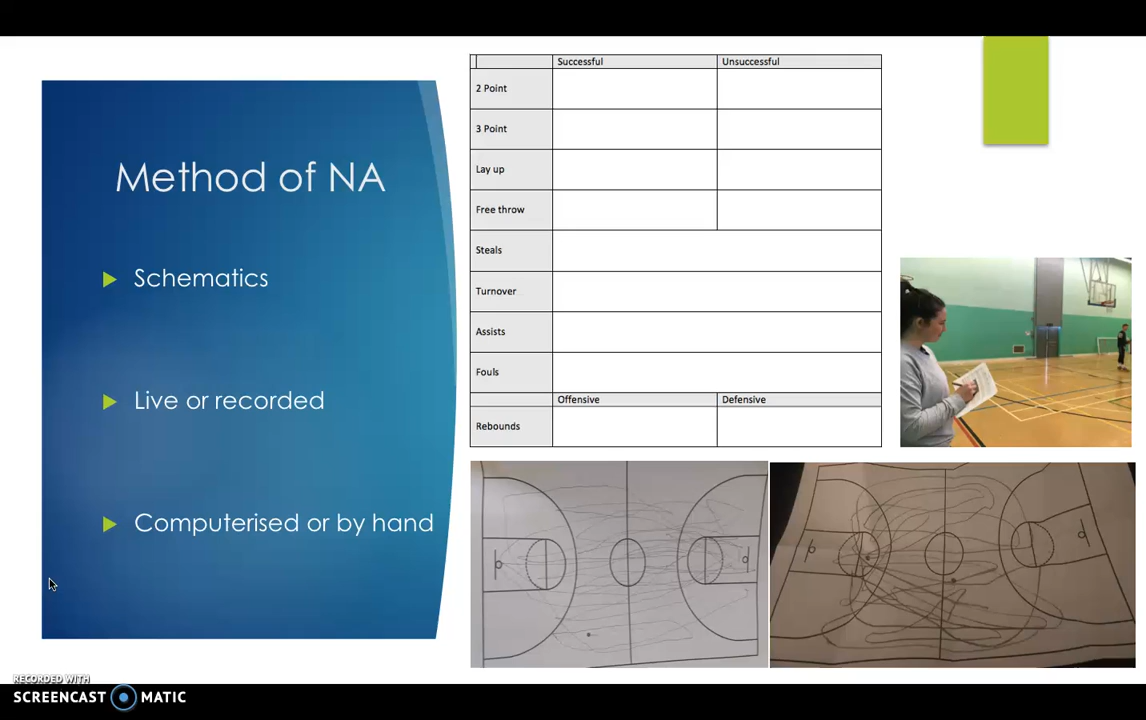 Method of NA
Schematics
Live or recorded
Computerised or by hand
Successful Unsuccessful
2 Point
3 Point
Lay up
Free throw
Steals
Turnover
Assists
Fouls
Offensive Defensive
Rebounds
RECORDED WITH
SCREENCAST MATIC